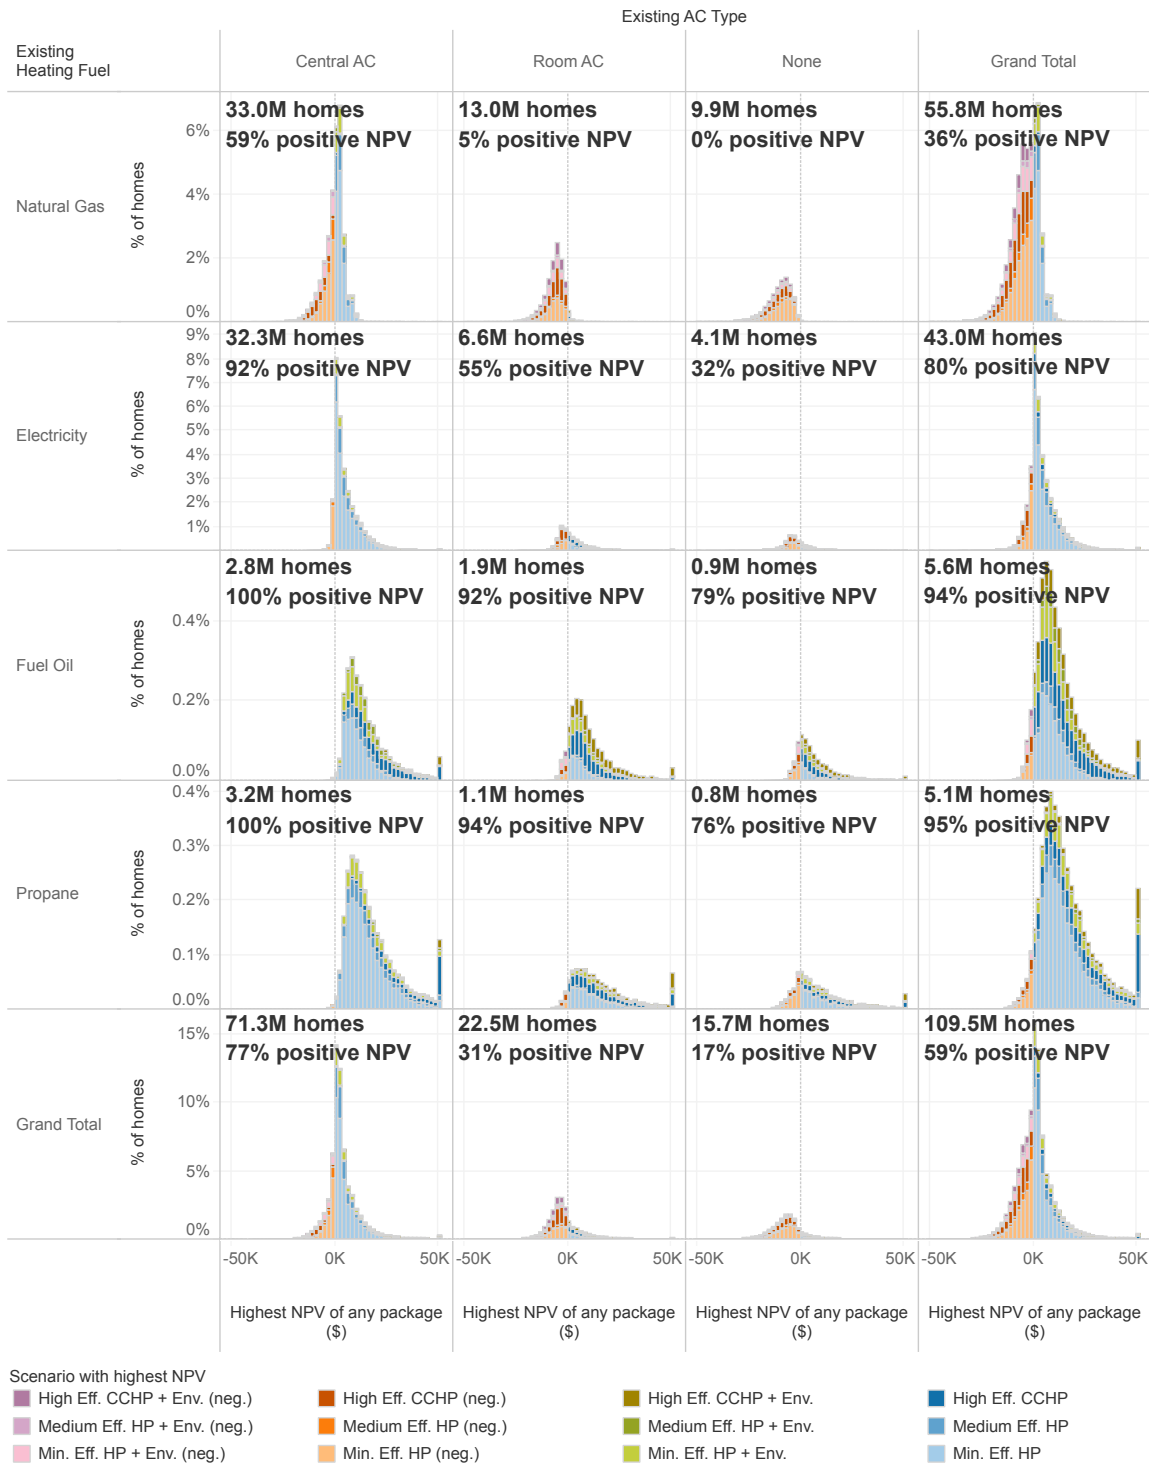 Existing AC Type
Existing
Heating Fuel
Central AC
Room AC
None
Grand Total
Natural Gas
% of homes
6%
4%
2%
0%
33.0M homes
59% positive NPV
13.0M homes
5% positive NPV
9.9M homes
0% positive NPV
55.8M homes
36% positive NPV
Electricity
% of homes
9%
8%
7%
6%
5%
4%
3%
2%
1%
32.3M homes
92% positive NPV
6.6M homes
55% positive NPV
4.1M homes
32% positive NPV
43.0M homes
80% positive NPV
Fuel Oil
% of homes
0.4%
0.2%
0.0%
2.8M homes
100% positive NPV
1.9M homes
92% positive NPV
0.9M homes
79% positive NPV
5.6M homes
94% positive NPV
Propane
% of homes
0.4%
0.3%
0.2%
0.1%
0.0%
3.2M homes
100% positive NPV
1.1M homes
94% positive NPV
0.8M homes
76% positive NPV
5.1M homes
95% positive NPV
Grand Total
% of homes
15%
10%
5%
0%
71.3M homes
77% positive NPV
22.5M homes
31% positive NPV
15.7M homes
17% positive NPV
109.5M homes
59% positive NPV
-50K 0K 50K
-50K 0K 50K
-50K 0K 50K
-50K 0K 50K
Highest NPV of any package
($)
Highest NPV of any package
($)
Highest NPV of any package
($)
Highest NPV of any package
($)
Scenario with highest NPV
High Eff. CCHP + Env. (neg.)
High Eff. CCHP (neg.)
High Eff. CCHP + Env.
High Eff. CCHP
Medium Eff. HP + Env. (neg.)
Medium Eff. HP (neg.)
Medium Eff. HP + Env.
Medium Eff. HP
Min. Eff. HP + Env. (neg.)
Min. Eff. HP (neg.)
Min. Eff. HP + Env.
Min. Eff. HP